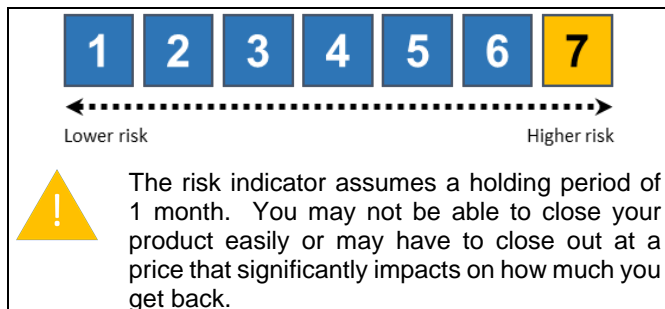 1 2 3 4 5 6 7
Lower risk Higher risk
!
The risk indicator assumes a holding period of
1 month. You may not be able to close your
product easily or may have to close out at a
price that significantly impacts on how much you
get back.